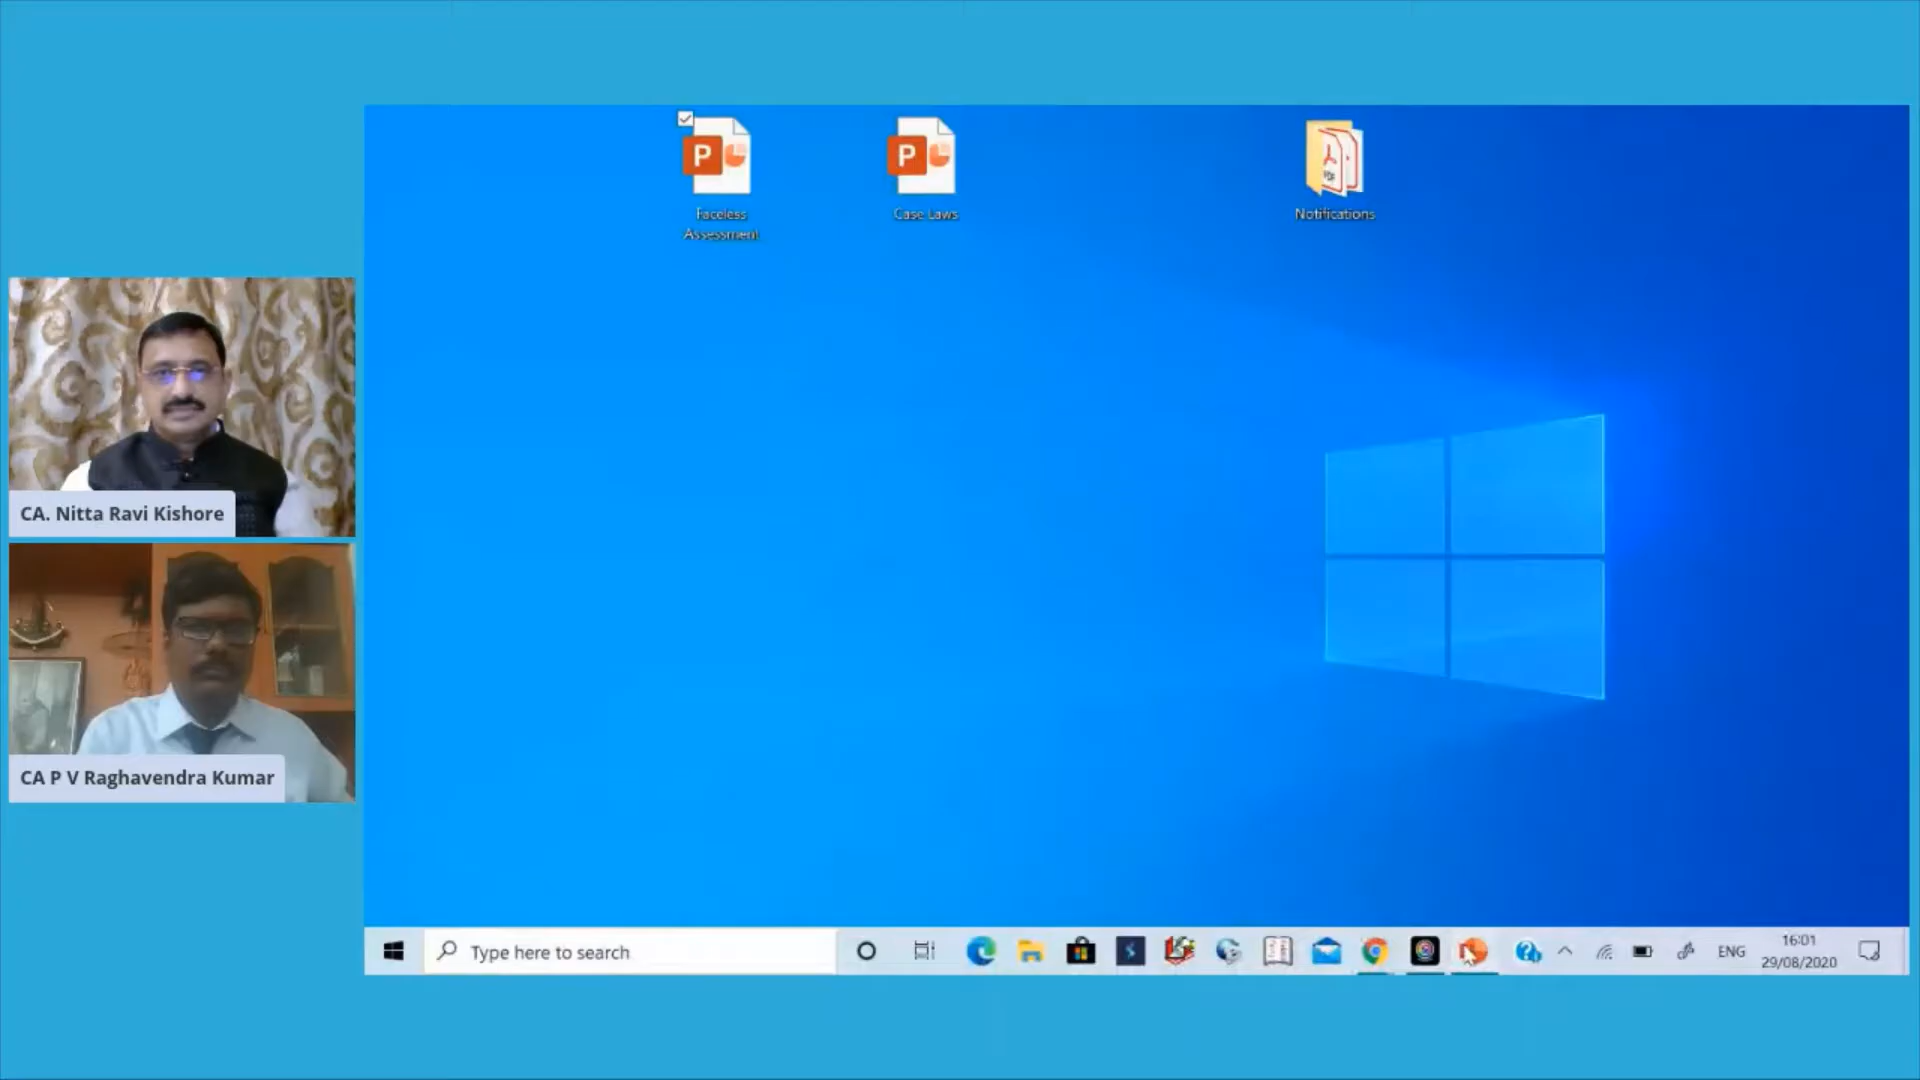 P
P
PDF
Faceless
Assessment
Case Laws
Notifications
CA. Nitta Ravi Kishore
CA P V Raghavendra Kumar
Type here to search
ENG
16:01
29/08/2020